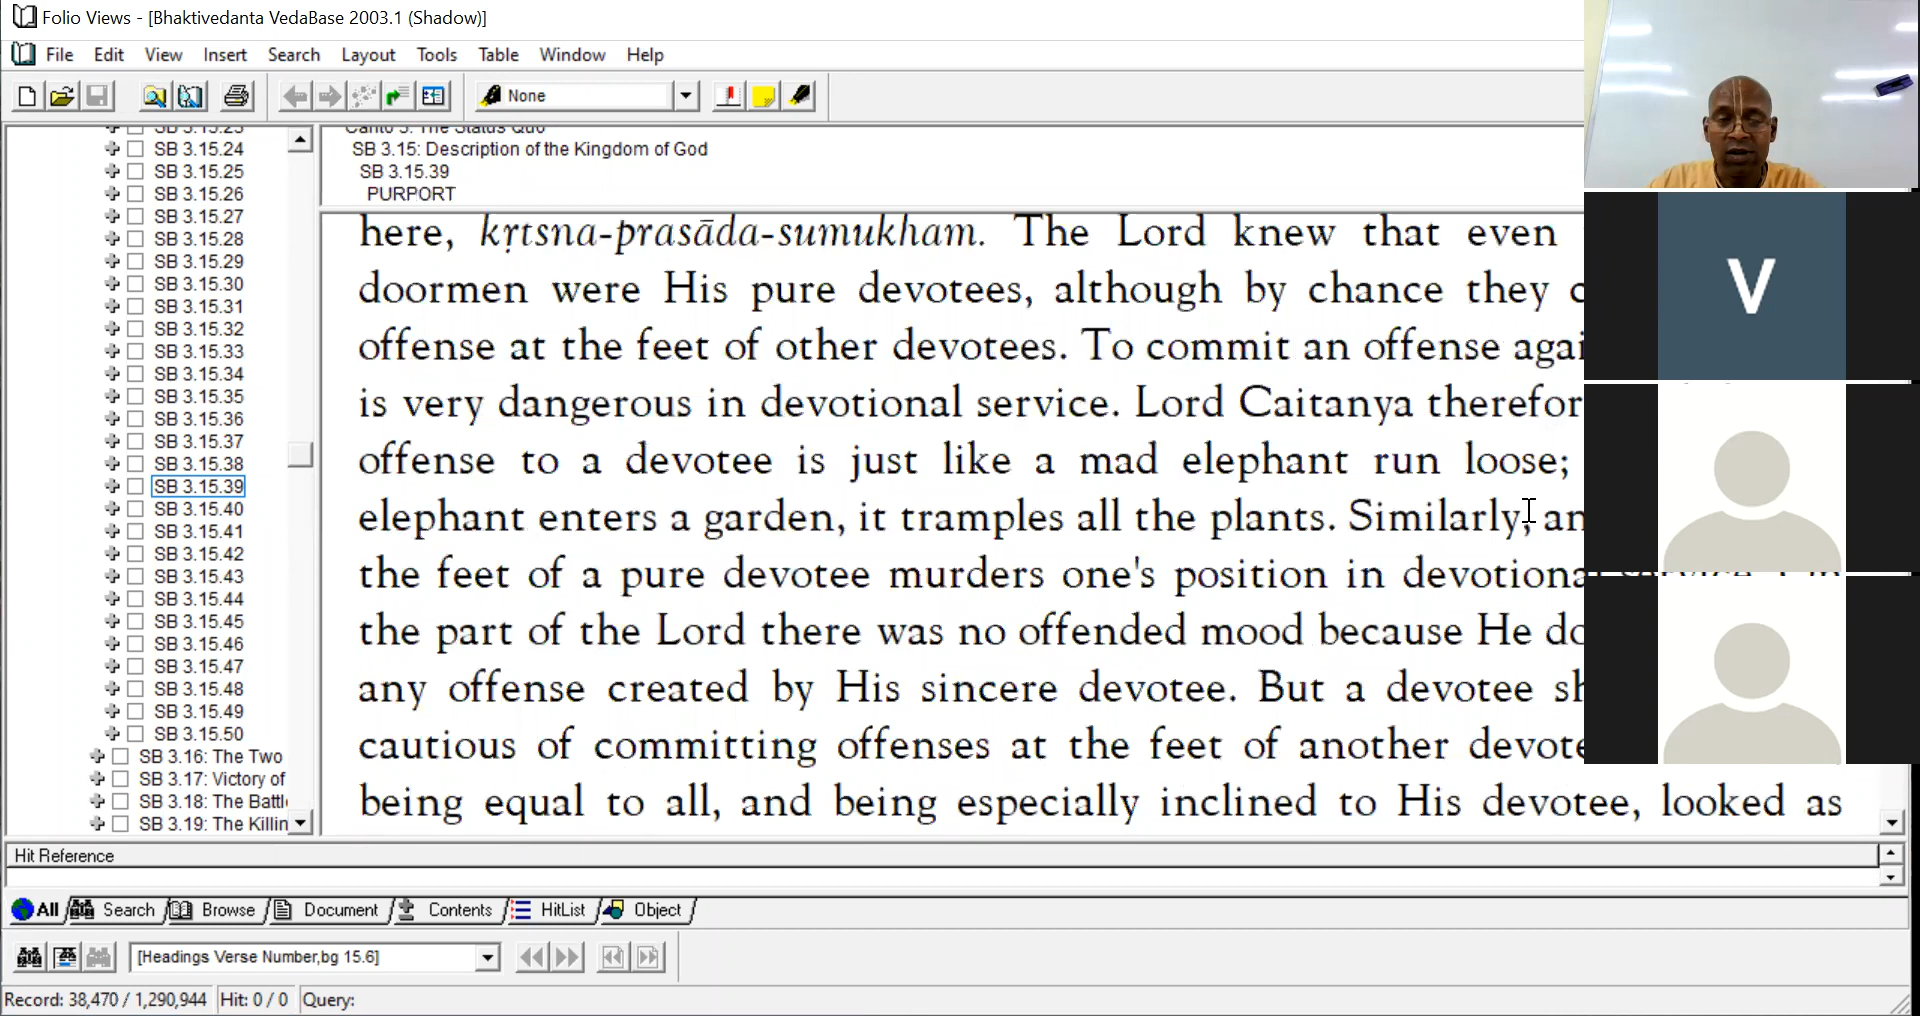 Folio Views - [Bhaktivedanta VedaBase 2003.1 (Shadow)]
File Edit View Insert Search Layout Tools Table Window Help
None
SB 3.15.23
SB 3.15.24
SB 3.15.25
SB 3.15.26
SB 3.15.27
SB 3.15.28
SB 3.15.29
SB 3.15.30
SB 3.15.31
SB 3.15.32
SB 3.15.33
SB 3.15.34
SB 3.15.35
SB 3.15.36
SB 3.15.37
SB 3.15.38
SB 3.15.39
SB 3.15.40
SB 3.15.41
SB 3.15.42
SB 3.15.43
SB 3.15.44
SB 3.15.45
SB 3.15.46
SB 3.15.47
SB 3.15.48
SB 3.15.49
SB 3.15.50
SB 3.16: The Two
SB 3.17: Victory of
SB 3.18: The Battl
SB 3.19: The Killin
Canto 3: The Status Quo
SB 3.15: Description of the Kingdom of God
SB 3.15.39
PURPORT
here, kṛtsna-prasāda-sumukham. The Lord knew that even
doormen were His pure devotees, although by chance they c
offense at the feet of other devotees. To commit an offense agai
is very dangerous in devotional service. Lord Caitanya therefor
offense to a devotee is just like a mad elephant run loose;
elephant enters a garden, it tramples all the plants. Similarly, an
the feet of a pure devotee murders one's position in devotional
the part of the Lord there was no offended mood because He do
any offense created by His sincere devotee. But a devotee sh
cautious of committing offenses at the feet of another devote
being equal to all, and being especially inclined to His devotee, looked as
V
Hit Reference
All Search Browse Document Contents HitList Object
[Headings Verse Number,bg 15.6]
Record: 38,470 / 1,290,944 Hit: 0 / 0 Query: